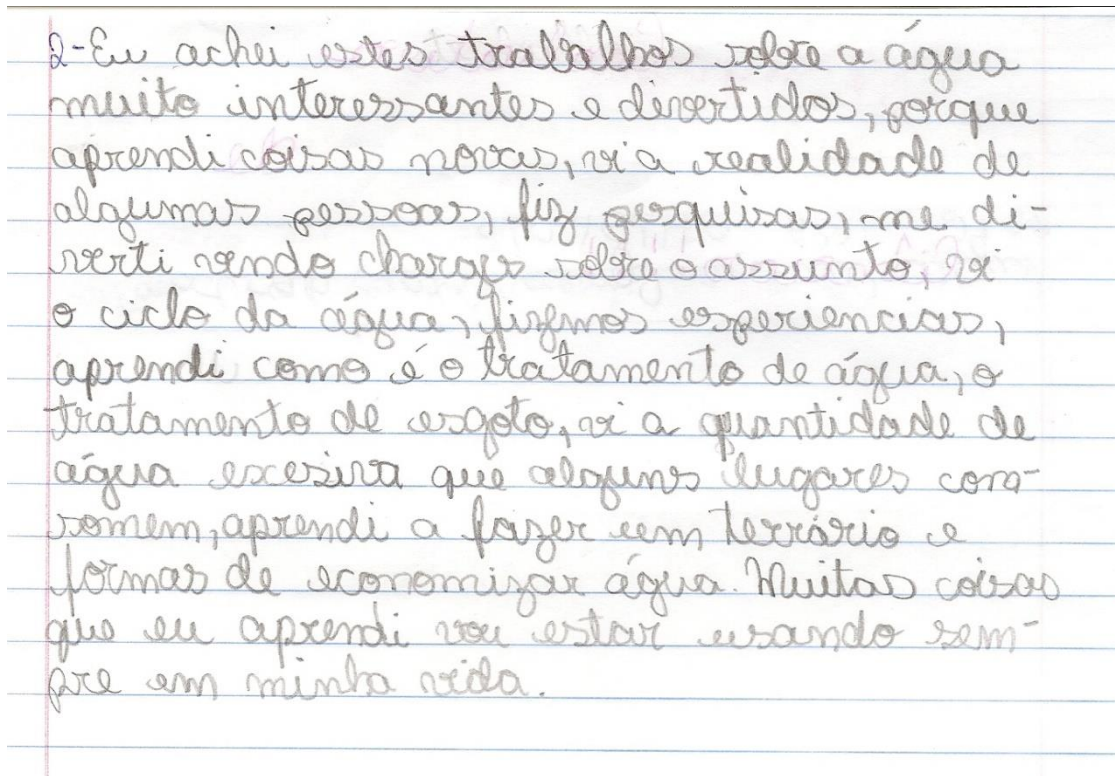 2-Eu achei estes trabalhos sobre a água
muito interessantes e divertidos, porque
aprendi coisas novas, vi a realidade de
algumas pessoas, fiz pesquisas, me di-
verti vendo charges sobre o assunto, vi
o ciclo da água, fizemos experiencias,
aprendi como é o tratamento de água, o
tratamento de esgoto, vi a quantidade de
água excesiva que alguns lugares con-
somem, aprendi a fazer um terrário e
formas de economizar água. Muitas coisas
que eu aprendi vou estar usando sem-
pre em minha vida.